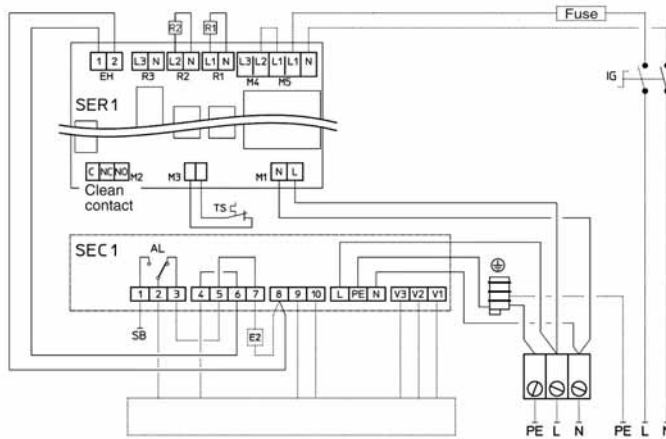 Fuse
R2 R1
1 2 L3 N L2 N L1 N L3 L2 L1 L1 N
EH R3 R2 R1 M4 M5
IG
SER1
C NC NO M2 M3 M1 N L
Clean
contact
TS
SEC1
AL
1 2 3 4 5 6 7 8 9 10 L PE N V3 V2 V1
SB
E2
PE L N PE L N